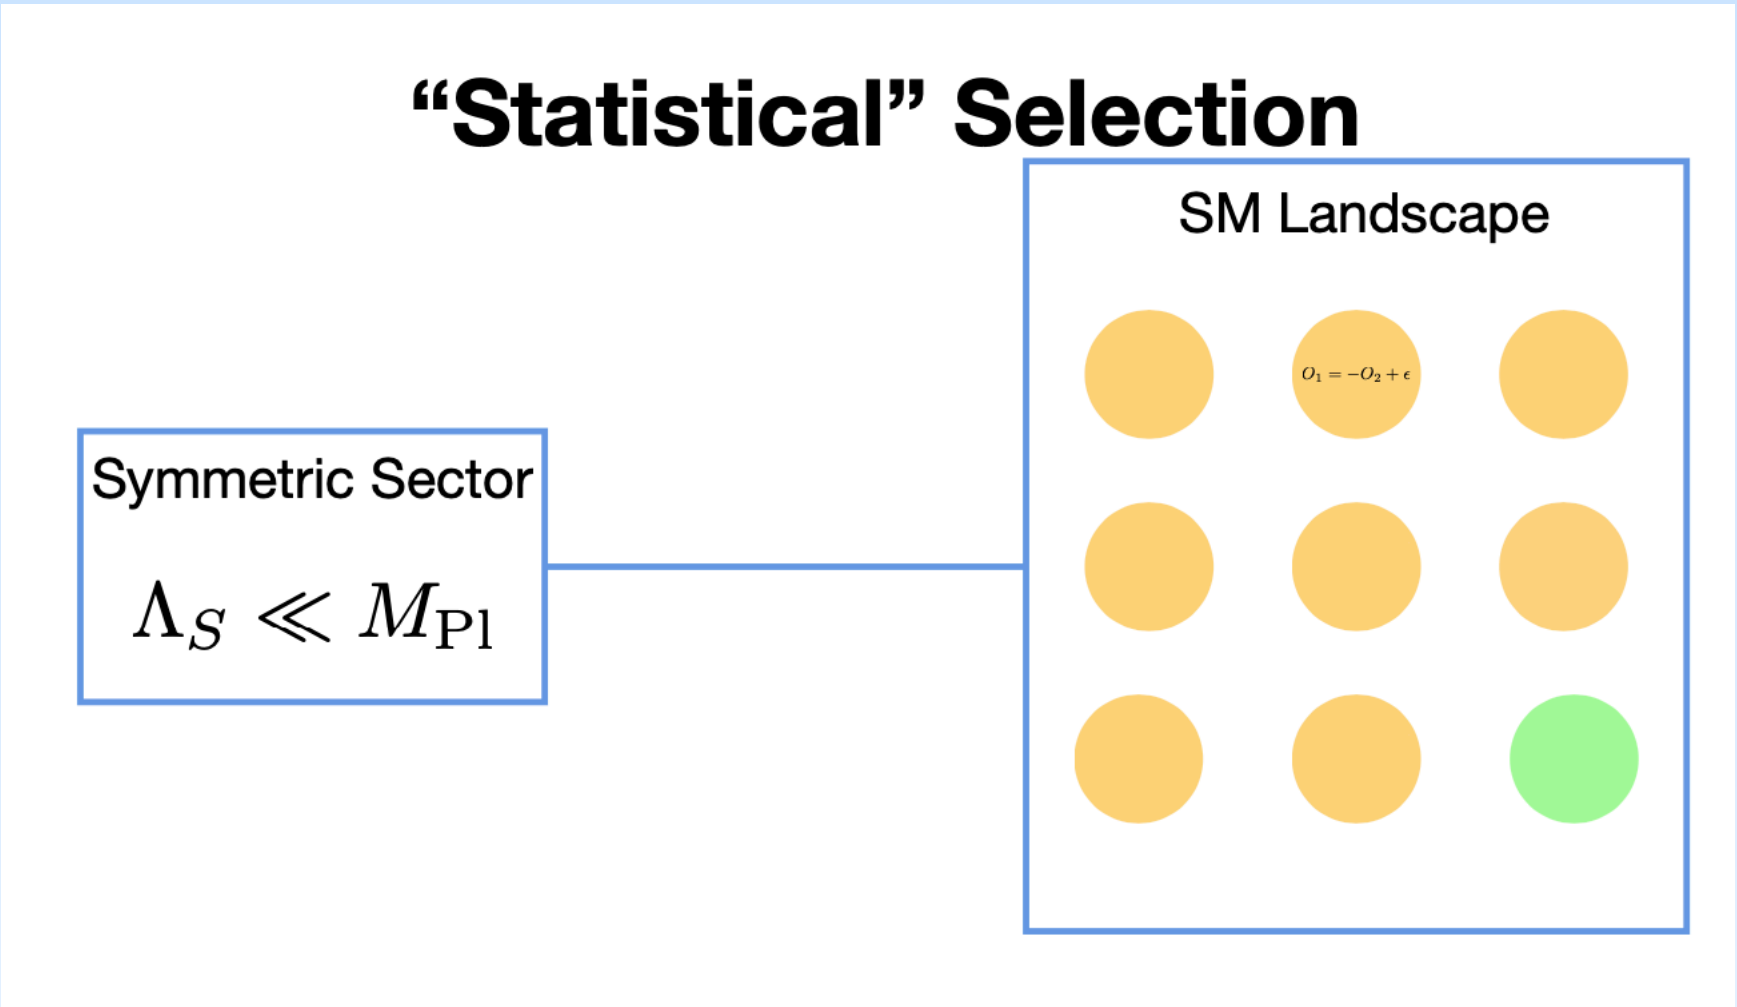 “Statistical” Selection
SM Landscape
O₁ = −O₂ + ϵ
Symmetric Sector
Λ_S ≪ M_Pl